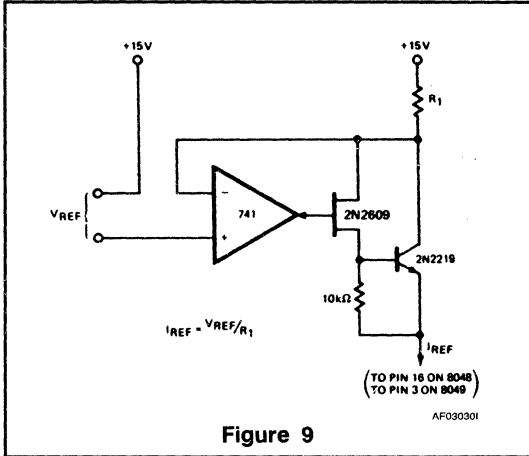 +15V
+15V
R1
VREF
-
741
+
2N2609
2N2219
10kΩ
IREF = VREF/R1
IREF
(TO PIN 16 ON 8048)
(TO PIN 3 ON 8049)
AF03030I
Figure 9